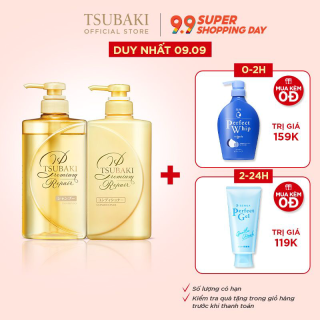 TSUBAKI
OFFICIAL STORE
9.9 SUPER
SHOPPING DAY
DUY NHẤT 09.09
0-2H
MUA KÈM
0Đ
Perfect
Whip
TRỊ GIÁ
159K
TSUBAKI
Premium
Repair
TSUBAKI
Premium
Repair
+
2-24H
MUA KÈM
0Đ
Perfect
Gel
TRỊ GIÁ
119K
✓ Số lượng có hạn
✓ Kiểm tra quà tặng trong giỏ hàng
trước khi thanh toán